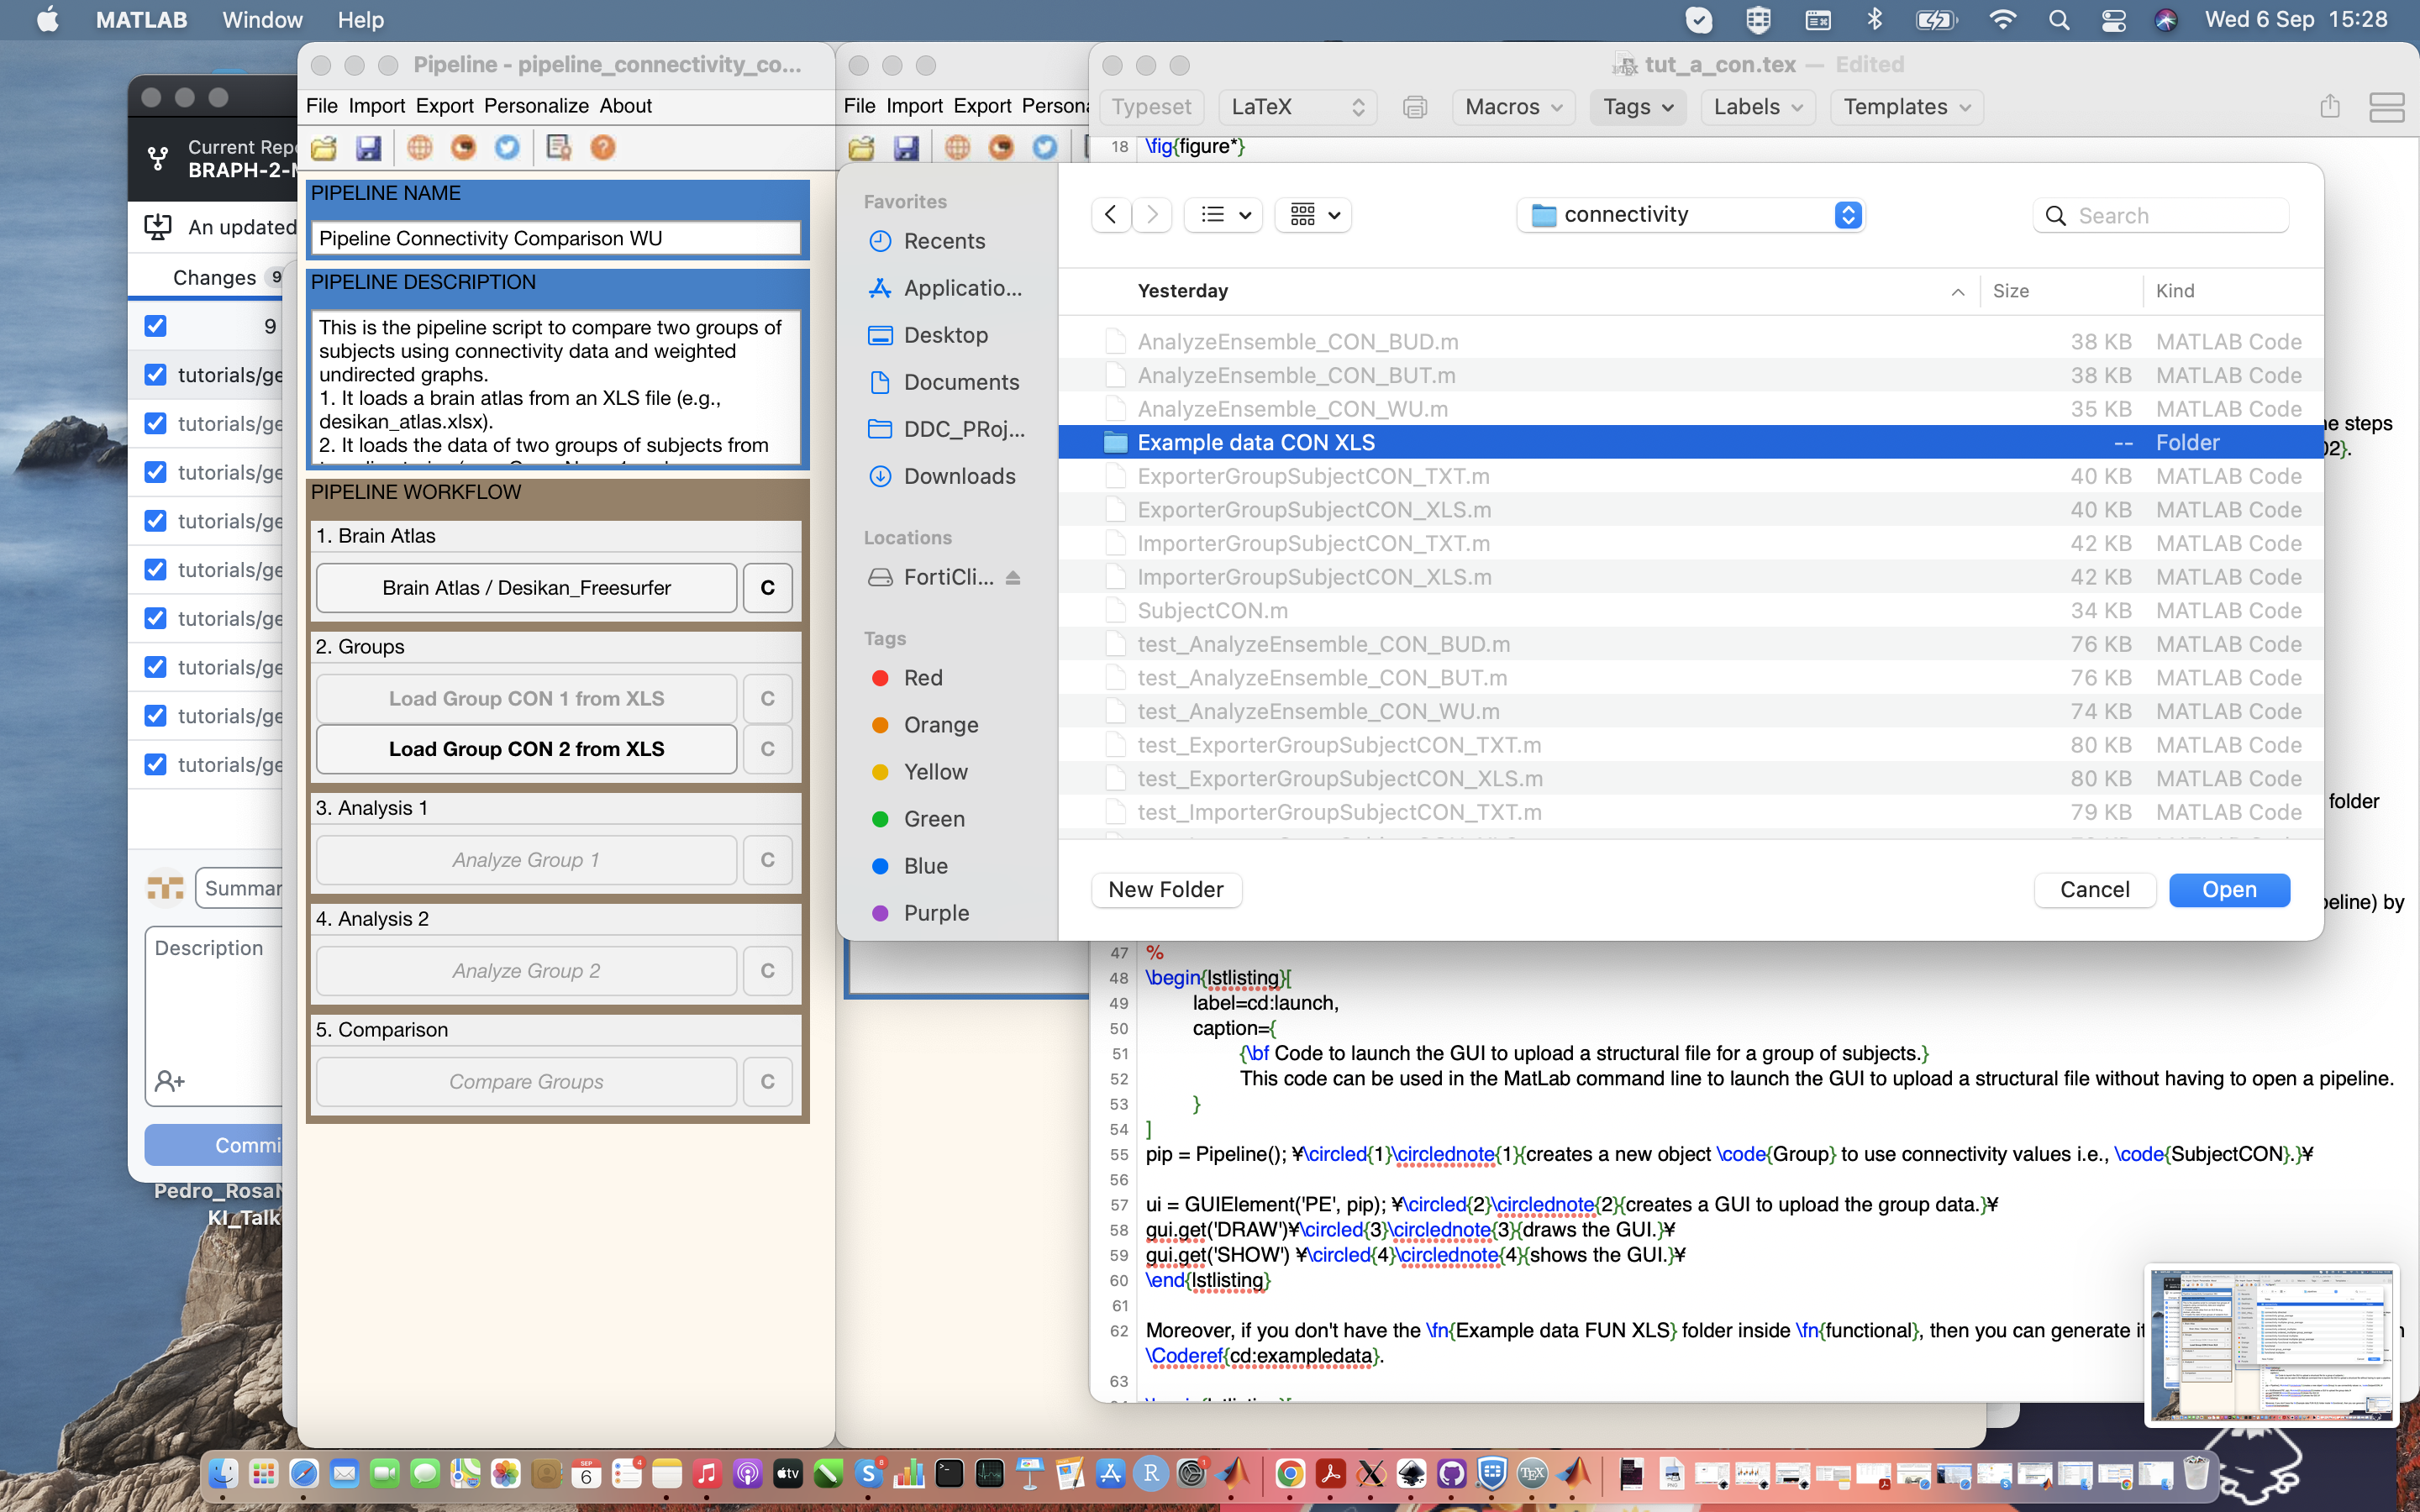 MATLAB Window Help
Wed 6 Sep 15:28
Current Rep
BRAPH-2-M
An updated
Changes 9
9
tutorials/ge
tutorials/ge
tutorials/ge
tutorials/ge
tutorials/ge
tutorials/ge
tutorials/ge
tutorials/ge
tutorials/ge
Summar
Description
Commi
Pedro_RosaN
KI_Talk
Pipeline - pipeline_connectivity_co...
File Import Export Personalize About
PIPELINE NAME
Pipeline Connectivity Comparison WU
PIPELINE DESCRIPTION
This is the pipeline script to compare two groups of
subjects using connectivity data and weighted
undirected graphs.
1. It loads a brain atlas from an XLS file (e.g.,
desikan_atlas.xlsx).
2. It loads the data of two groups of subjects from
PIPELINE WORKFLOW
1. Brain Atlas
Brain Atlas / Desikan_Freesurfer C
2. Groups
Load Group CON 1 from XLS C
Load Group CON 2 from XLS C
3. Analysis 1
Analyze Group 1 C
4. Analysis 2
Analyze Group 2 C
5. Comparison
Compare Groups C
File Import Export Persona
tut_a_con.tex — Edited
Typeset LaTeX Macros Tags Labels Templates
18 \fig{figure*}
Favorites
Recents
Applicatio...
Desktop
Documents
DDC_PRoj...
Downloads
Locations
FortiCli...
Tags
Red
Orange
Yellow
Green
Blue
Purple
connectivity
Search
Yesterday Size Kind
AnalyzeEnsemble_CON_BUD.m 38 KB MATLAB Code
AnalyzeEnsemble_CON_BUT.m 38 KB MATLAB Code
AnalyzeEnsemble_CON_WU.m 35 KB MATLAB Code
Example data CON XLS -- Folder
ExporterGroupSubjectCON_TXT.m 40 KB MATLAB Code
ExporterGroupSubjectCON_XLS.m 40 KB MATLAB Code
ImporterGroupSubjectCON_TXT.m 42 KB MATLAB Code
ImporterGroupSubjectCON_XLS.m 42 KB MATLAB Code
SubjectCON.m 34 KB MATLAB Code
test_AnalyzeEnsemble_CON_BUD.m 76 KB MATLAB Code
test_AnalyzeEnsemble_CON_BUT.m 76 KB MATLAB Code
test_AnalyzeEnsemble_CON_WU.m 74 KB MATLAB Code
test_ExporterGroupSubjectCON_TXT.m 80 KB MATLAB Code
test_ExporterGroupSubjectCON_XLS.m 80 KB MATLAB Code
test_ImporterGroupSubjectCON_TXT.m 79 KB MATLAB Code
New Folder Cancel Open
e steps
02}.
folder
peline) by
47 %
48 \begin{lstlisting}[
49 label=cd:launch,
50 caption={
51 {\bf Code to launch the GUI to upload a structural file for a group of subjects.}
52 This code can be used in the MatLab command line to launch the GUI to upload a structural file without having to open a pipeline.
53 }
54 ]
55 pip = Pipeline(); ¥\circled{1}\circlednote{1}{creates a new object \code{Group} to use connectivity values i.e., \code{SubjectCON}.}¥
56
57 ui = GUIElement('PE', pip); ¥\circled{2}\circlednote{2}{creates a GUI to upload the group data.}¥
58 gui.get('DRAW')¥\circled{3}\circlednote{3}{draws the GUI.}¥
59 gui.get('SHOW') ¥\circled{4}\circlednote{4}{shows the GUI.}¥
60 \end{lstlisting}
61
62 Moreover, if you don't have the \fn{Example data FUN XLS} folder inside \fn{functional}, then you can generate i
\Coderef{cd:exampledata}.
63
SEP
6
4
tv
8
1